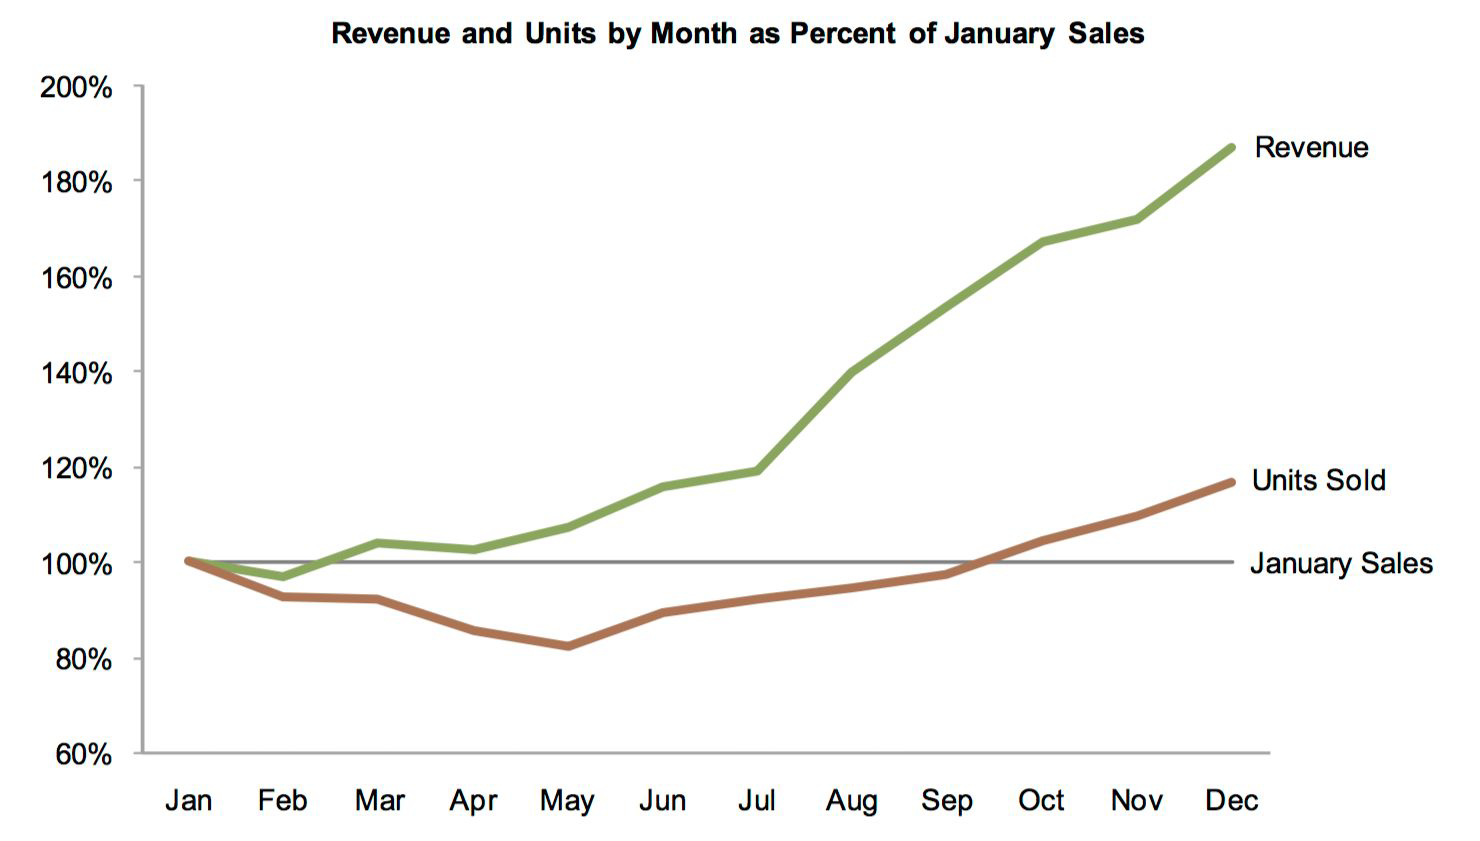 Revenue and Units by Month as Percent of January Sales
200%
180%
160%
140%
120%
100%
80%
60%
Revenue
Units Sold
January Sales
Jan Feb Mar Apr May Jun Jul Aug Sep Oct Nov Dec